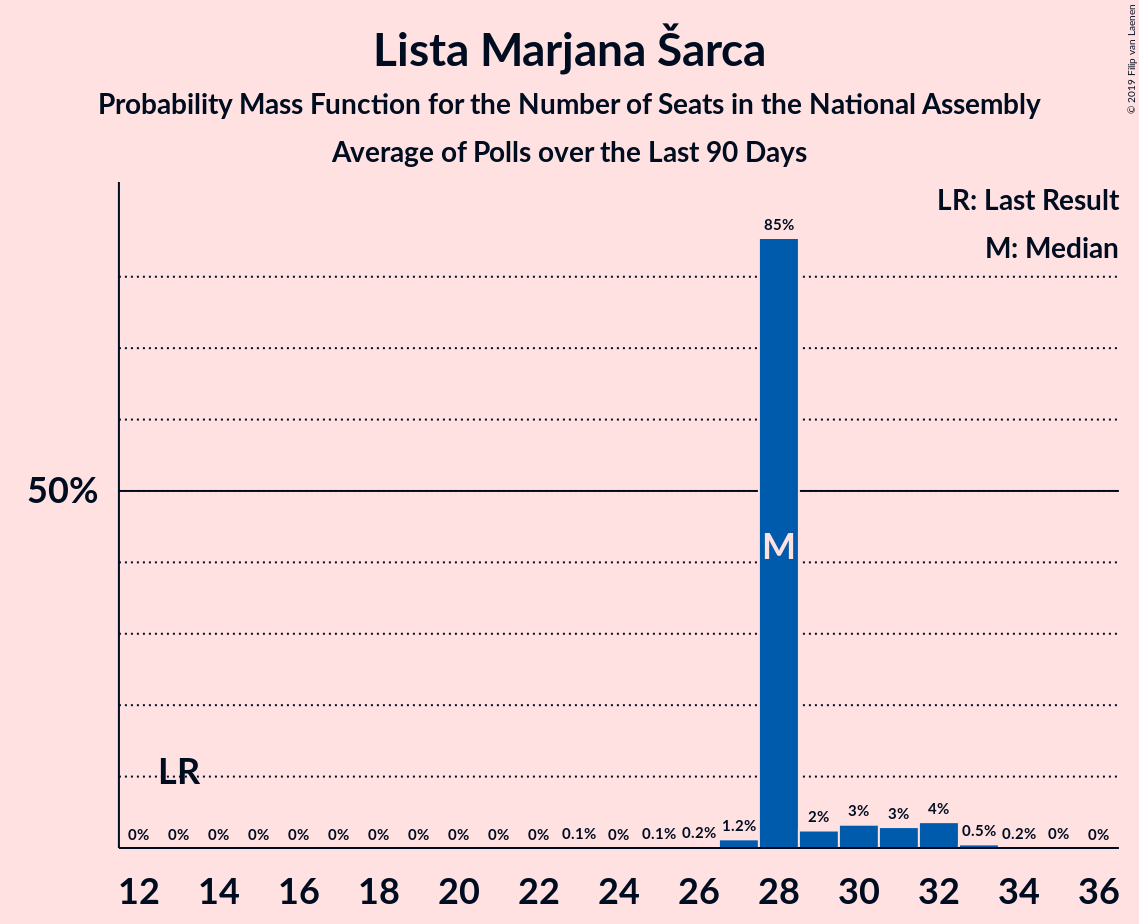 Lista Marjana Šarca
Probability Mass Function for the Number of Seats in the National Assembly
Average of Polls over the Last 90 Days
© 2019 Filip van Laenen
LR: Last Result
M: Median
85%
50%
M
LR
0% 0% 0% 0% 0% 0% 0% 0% 0% 0% 0% 0.1% 0% 0.1% 0.2% 1.2% 2% 3% 3% 4% 0.5% 0.2% 0% 0%
12 14 16 18 20 22 24 26 28 30 32 34 36